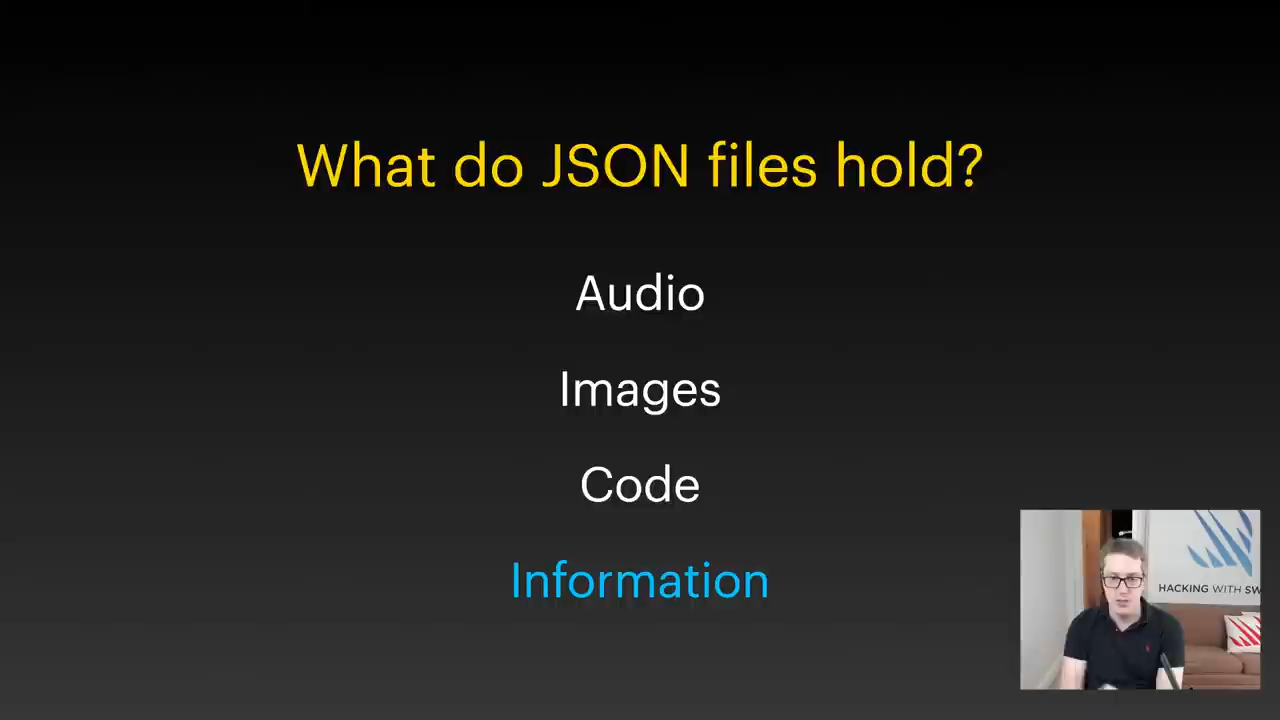 What do JSON files hold?
Audio
Images
Code
Information
HACKING WITH SW